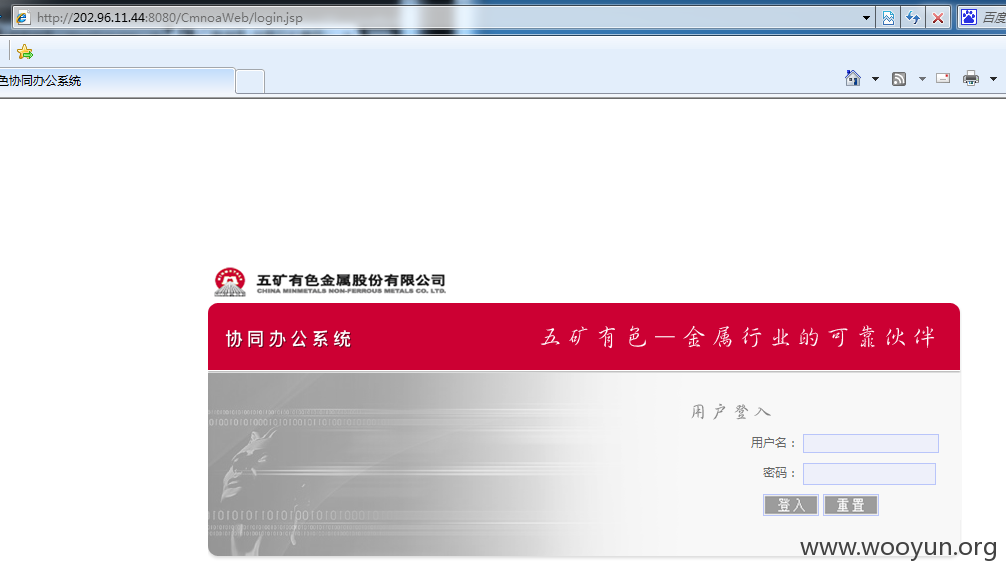 http://202.96.11.44:8080/CmnoaWeb/login.jsp
百度
色协同办公系统
五矿有色金属股份有限公司
CHINA MINMETALS NON-FERROUS METALS CO. LTD.
协同办公系统
五矿有色—金属行业的可靠伙伴
用户登入
用户名：
密码：
登入 重置
www.wooyun.org